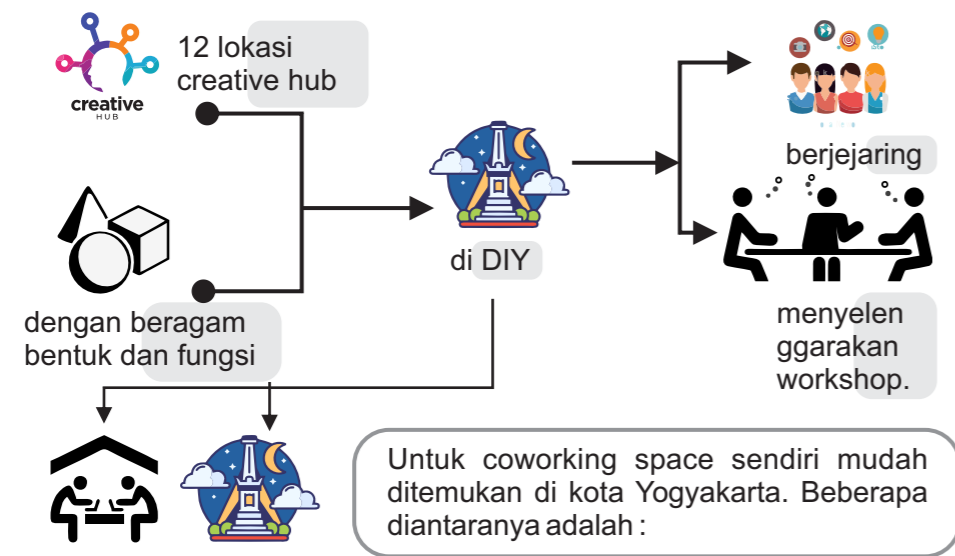 creative
HUB
12 lokasi
creative hub
dengan beragam
bentuk dan fungsi
di DIY
berjejaring
menyelen
ggarakan
workshop.
Untuk coworking space sendiri mudah
ditemukan di kota Yogyakarta. Beberapa
diantaranya adalah :